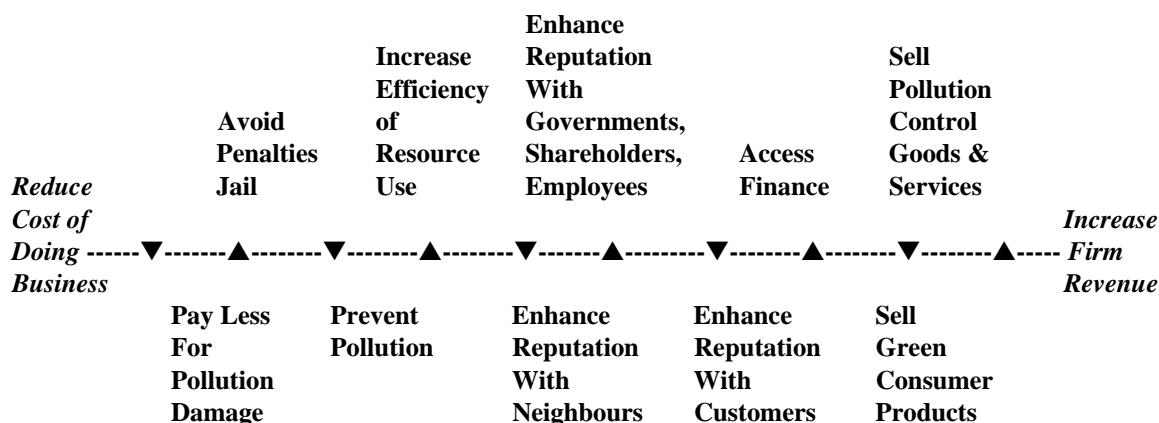 Reduce
Cost of
Doing
Business
Avoid
Penalties
Jail
Increase
Efficiency
of
Resource
Use
Enhance
Reputation
With
Governments,
Shareholders,
Employees
Access
Finance
Sell
Pollution
Control
Goods &
Services
Increase
Firm
Revenue
------▼--------▲---------▼---------▲---------▼--------▲----------▼---------▲---------▼---------▲-----
Pay Less
For
Pollution
Damage
Prevent
Pollution
Enhance
Reputation
With
Neighbours
Enhance
Reputation
With
Customers
Sell
Green
Consumer
Products